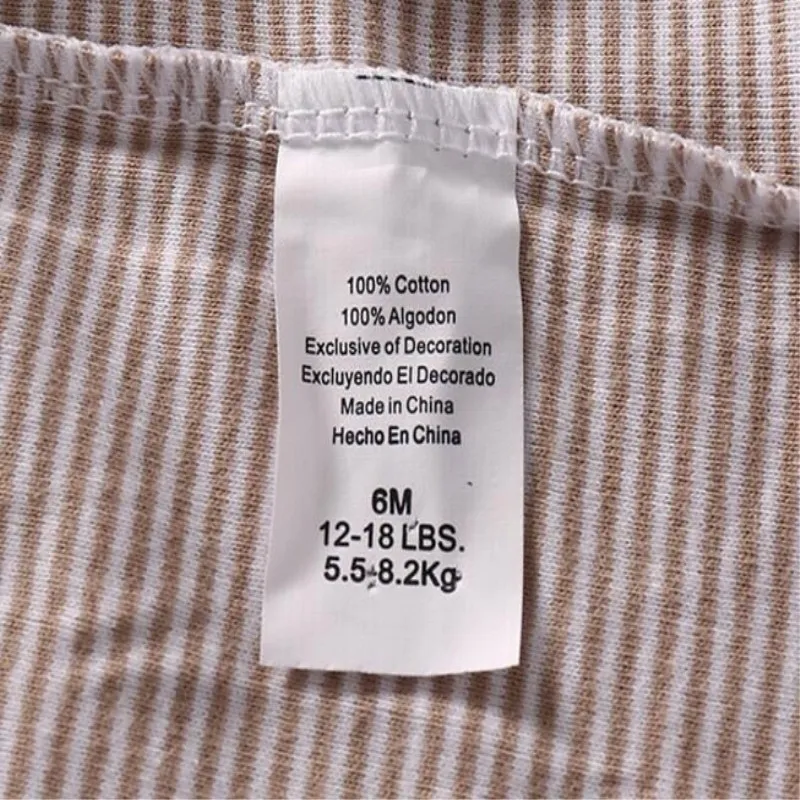 100% Cotton
100% Algodon
Exclusive of Decoration
Excluyendo El Decorado
Made in China
Hecho En China
6M
12-18 LBS.
5.5-8.2Kg